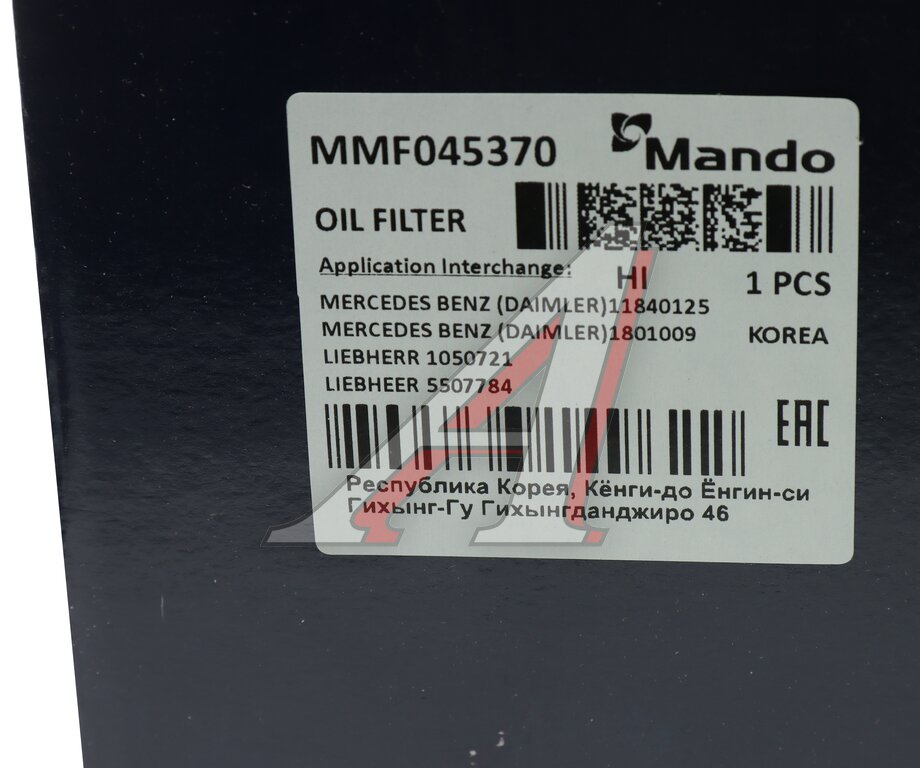 MMF045370
Mando
OIL FILTER
Application Interchange:
HI
1 PCS
MERCEDES BENZ (DAIMLER)11840125
MERCEDES BENZ (DAIMLER)1801009
KOREA
LIEBHERR 1050721
LIEBHEER 5507784
EAC
Республика Корея, Кёнги-до Ёнгин-си
Гихынг-Гу Гихынгданджиро 46